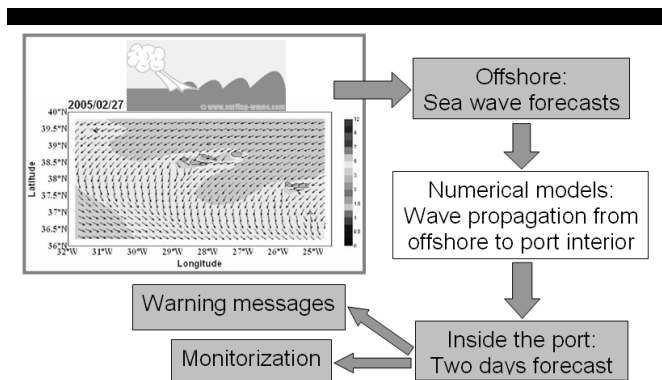 © www.surfing-waves.com
2005/02/27
40°N
39.5°N
39°N
38.5°N
38°N
37.5°N
37°N
36.5°N
36°N
32°W 31°W 30°W 29°W 28°W 27°W 26°W 25°W
Latitude
Longitude
12
Offshore:
Sea wave forecasts
Numerical models:
Wave propagation from
offshore to port interior
Inside the port:
Two days forecast
Warning messages
Monitorization